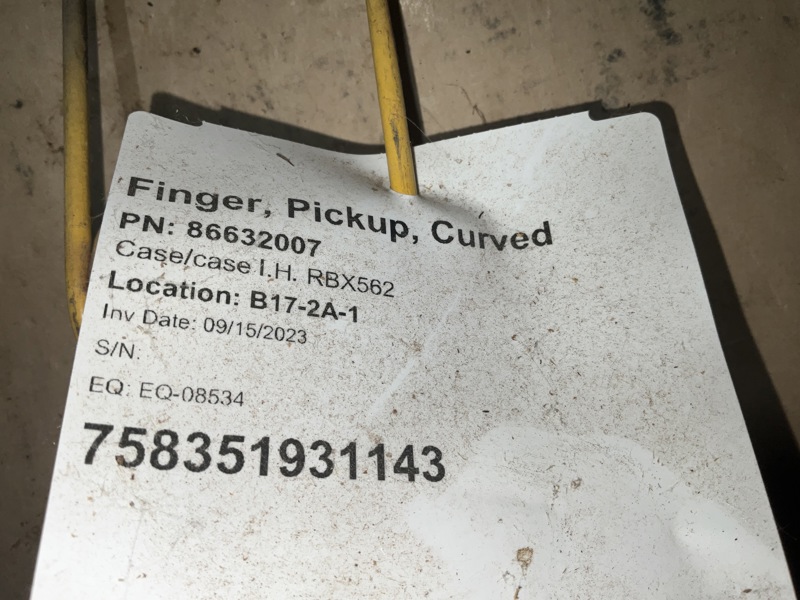 Finger, Pickup, Curved
PN: 86632007
Case/case I.H. RBX562
Location: B17-2A-1
Inv Date: 09/15/2023
S/N:
EQ: EQ-08534
758351931143